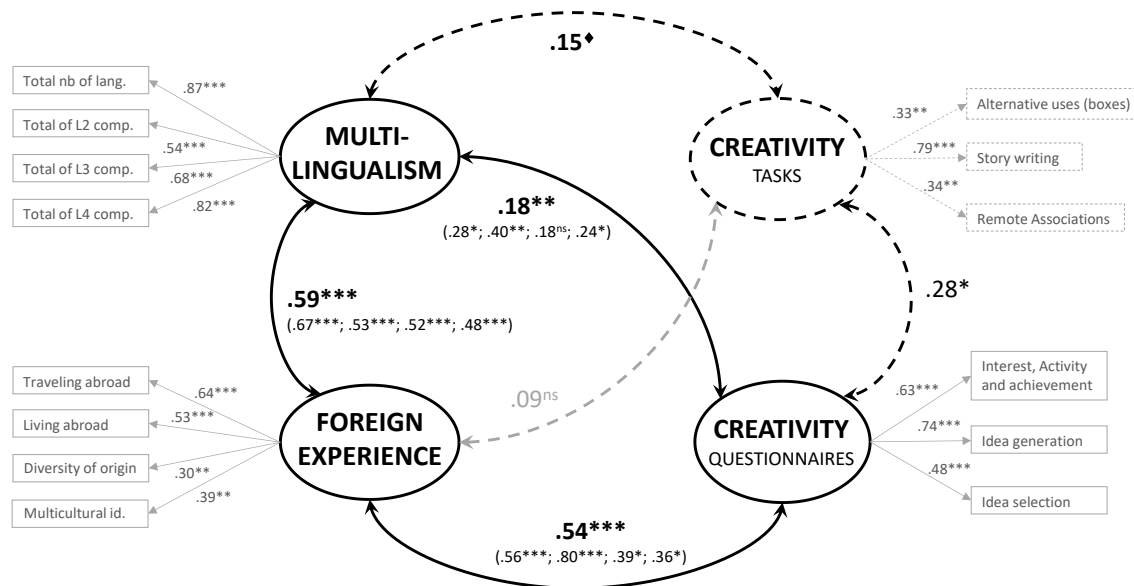 .15♦
Total nb of lang.
Total of L2 comp.
Total of L3 comp.
Total of L4 comp.
.87***
.54***
.68***
.82***
MULTI-
LINGUALISM
CREATIVITY
TASKS
.33**
.79***
.34**
Alternative uses (boxes)
Story writing
Remote Associations
.18**
(.28*; .40**; .18ns; .24*)
.59***
(.67***; .53***; .52***; .48***)
.28*
.09ns
Traveling abroad
Living abroad
Diversity of origin
Multicultural id.
.64***
.53***
.30**
.39**
FOREIGN
EXPERIENCE
CREATIVITY
QUESTIONNAIRES
.63***
.74***
.48***
Interest, Activity
and achievement
Idea generation
Idea selection
.54***
(.56***; .80***; .39*; .36*)